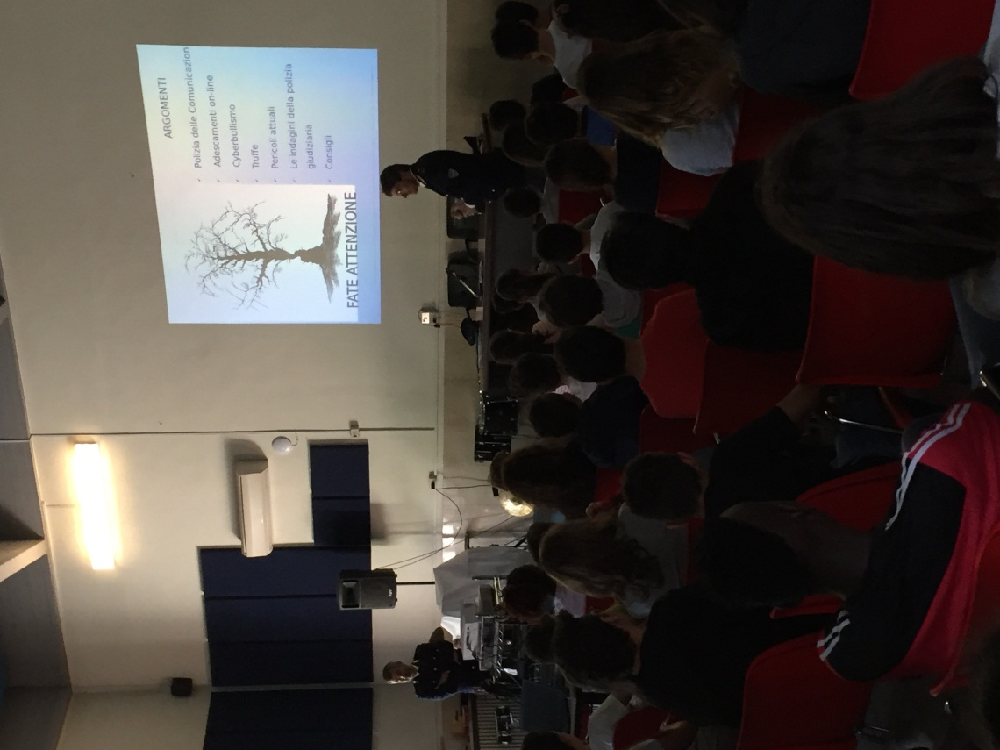 ARGOMENTI
Polizia delle Comunicazion
Adescamenti on-line
Cyberbullismo
Truffe
Pericoli attuali
Le indagini della polizia
giudiziaria
Consigli
FATE ATTENZIONE